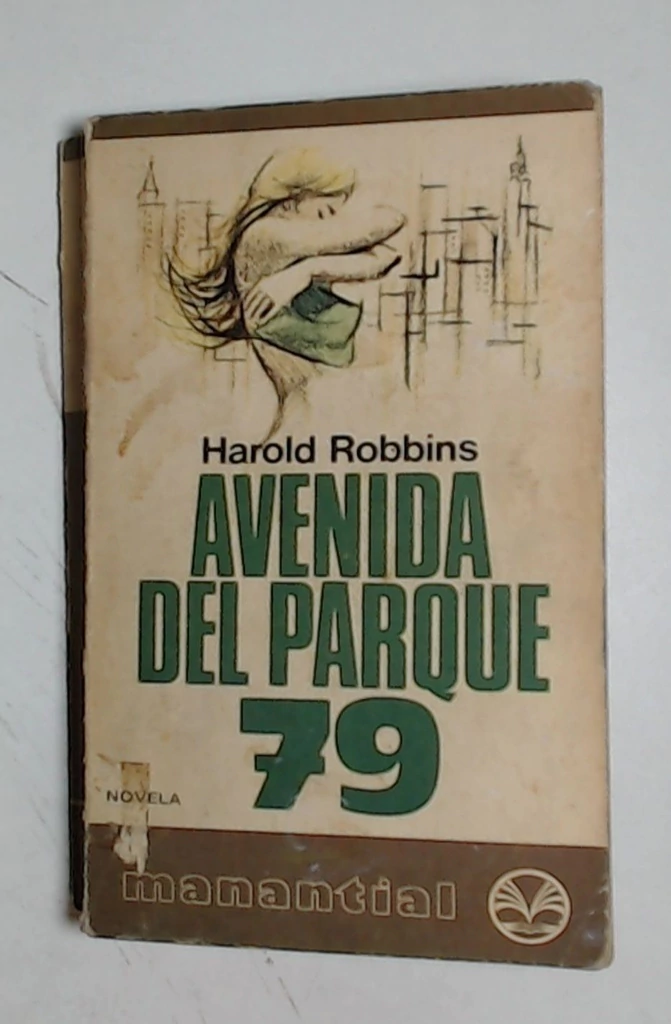 Harold Robbins
AVENIDA
DEL PARQUE
79
NOVELA
manantial